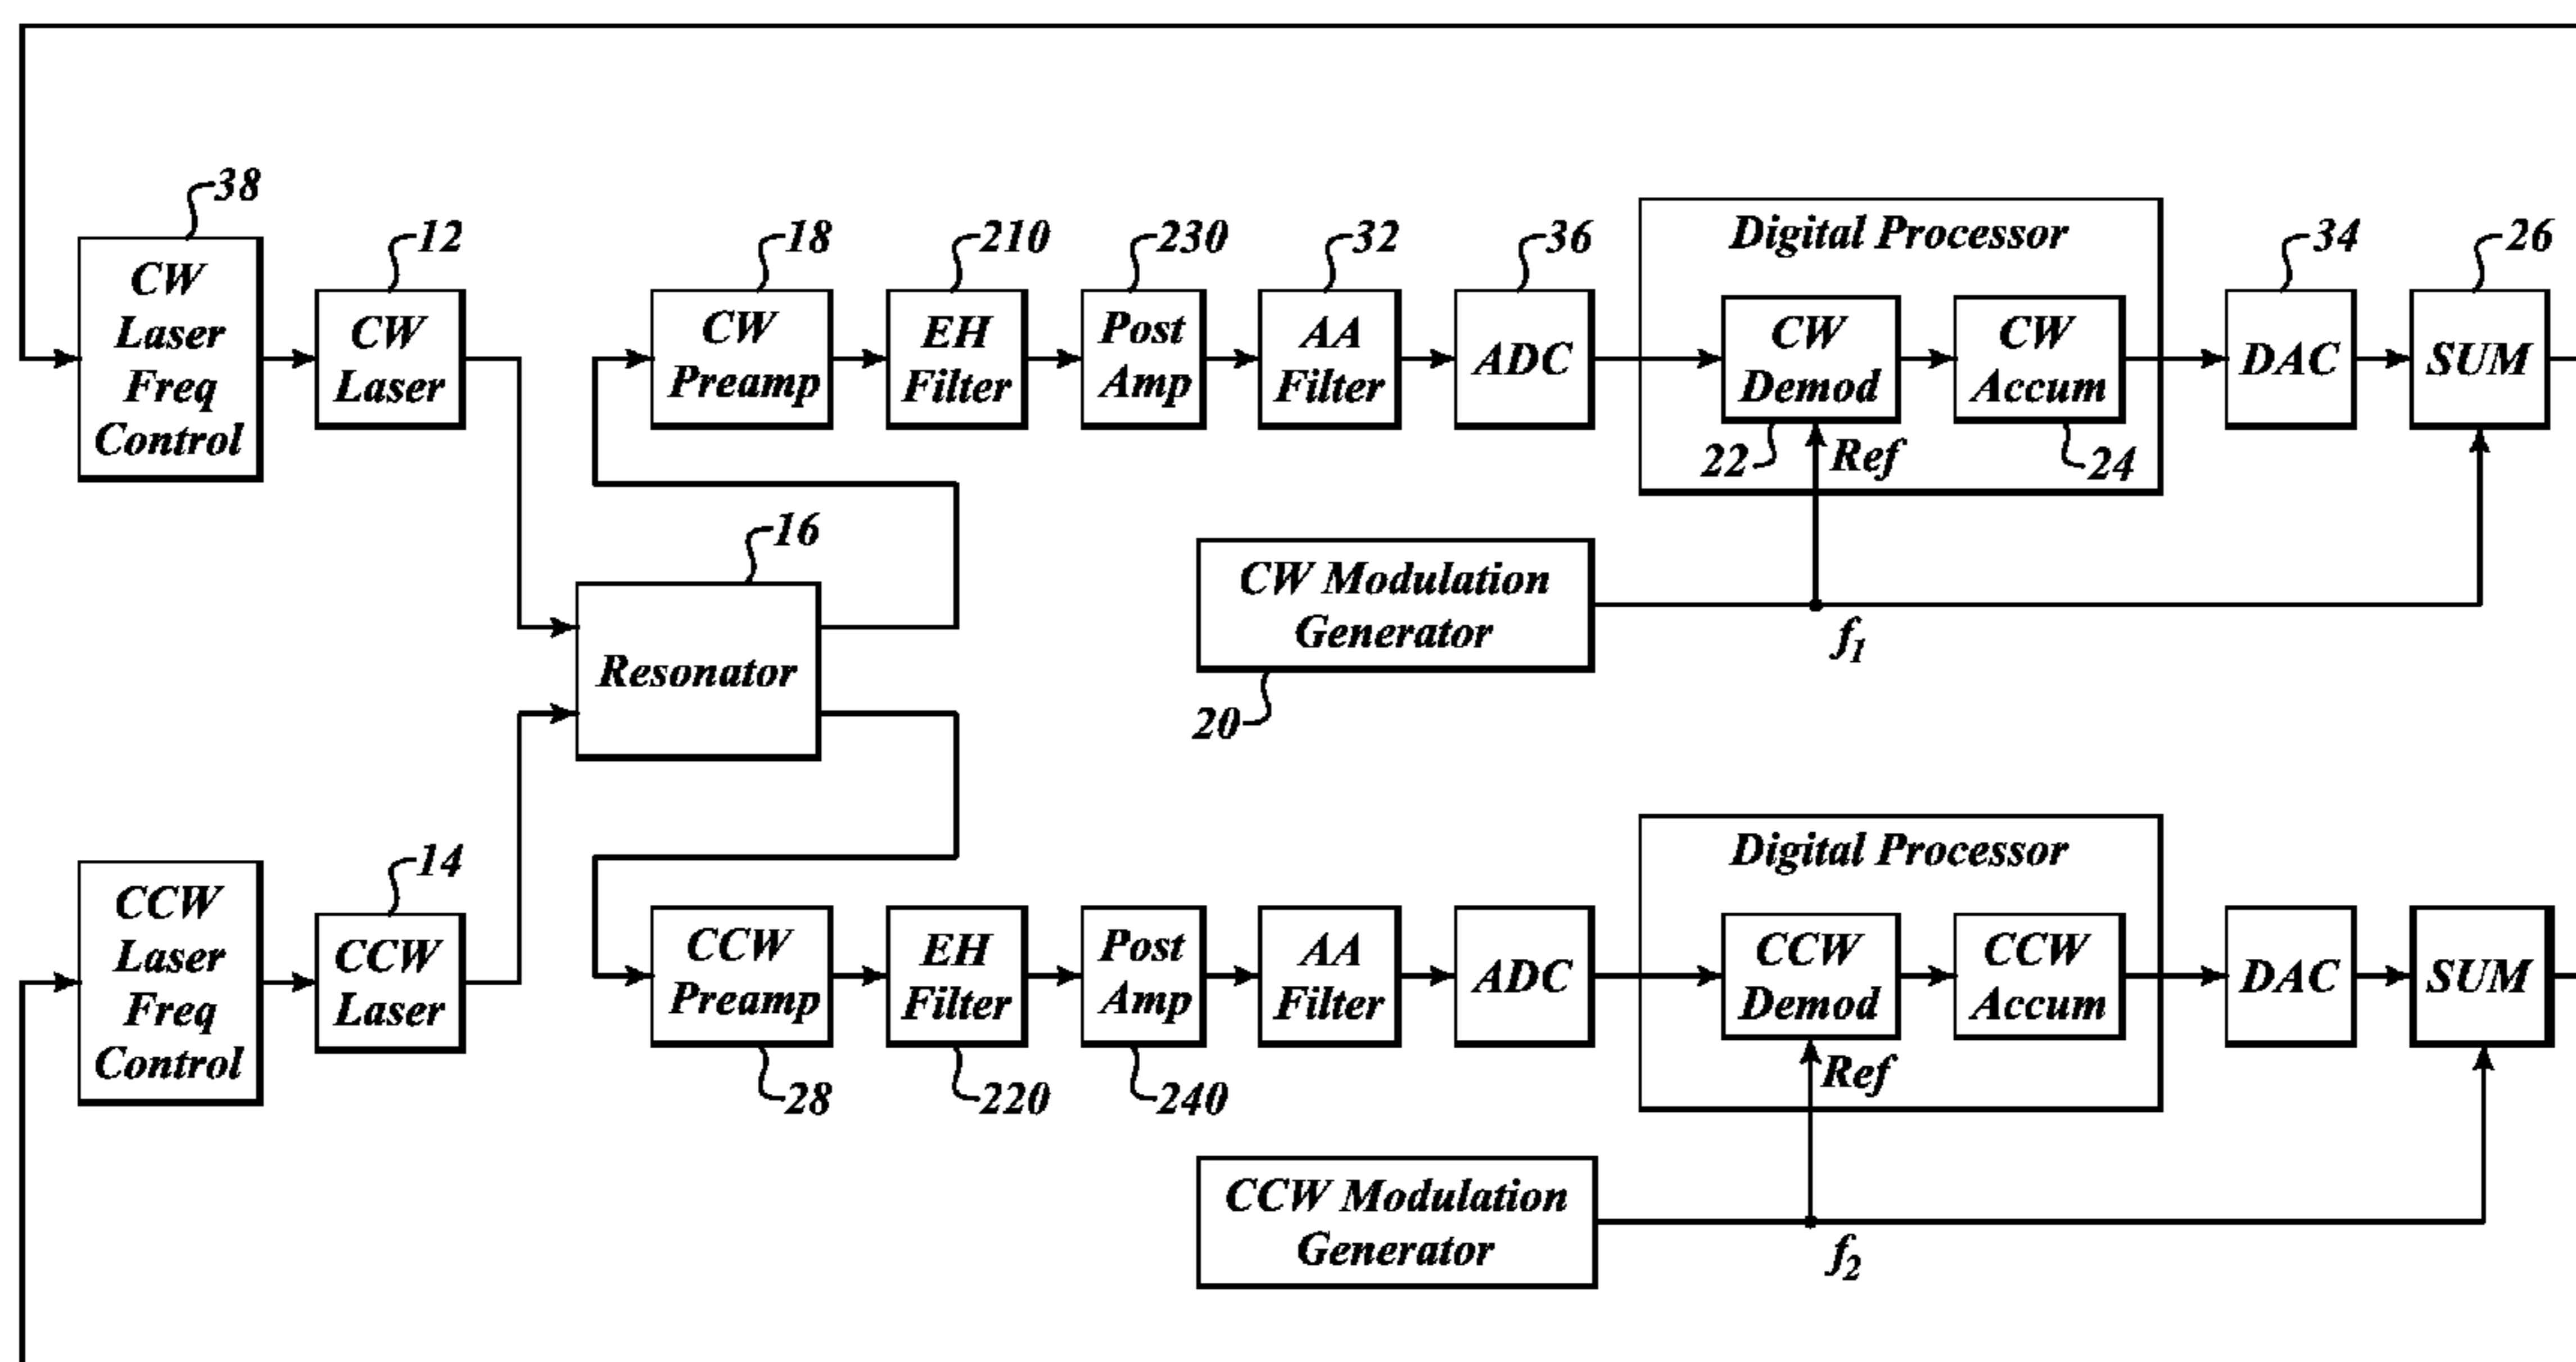 38
CW
Laser
Freq
Control
12
CW
Laser
18
CW
Preamp
210
EH
Filter
230
Post
Amp
32
AA
Filter
36
ADC
Digital Processor
CW
Demod
CW
Accum
22
Ref
24
34
DAC
26
SUM
16
Resonator
CW Modulation
Generator
20
f1
CCW
Laser
Freq
Control
14
CCW
Laser
CCW
Preamp
28
EH
Filter
220
Post
Amp
240
AA
Filter
ADC
Digital Processor
CCW
Demod
CCW
Accum
Ref
DAC
SUM
CCW Modulation
Generator
f2